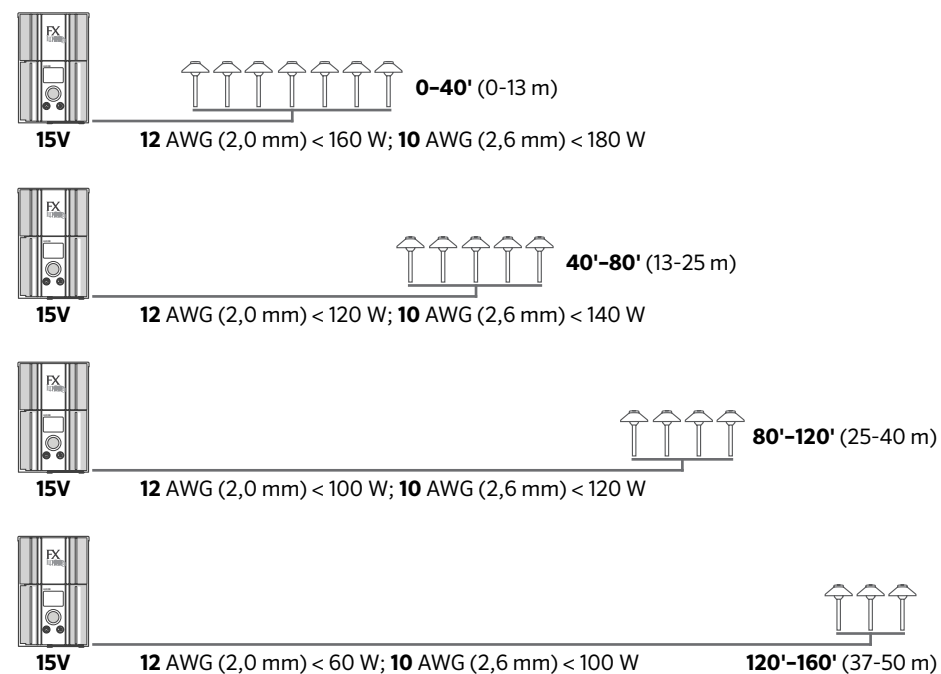 FX
0–40' (0-13 m)
15V
12 AWG (2,0 mm) < 160 W; 10 AWG (2,6 mm) < 180 W
FX
40'–80' (13-25 m)
15V
12 AWG (2,0 mm) < 120 W; 10 AWG (2,6 mm) < 140 W
FX
80'–120' (25-40 m)
15V
12 AWG (2,0 mm) < 100 W; 10 AWG (2,6 mm) < 120 W
FX
15V
12 AWG (2,0 mm) < 60 W; 10 AWG (2,6 mm) < 100 W
120'–160' (37-50 m)